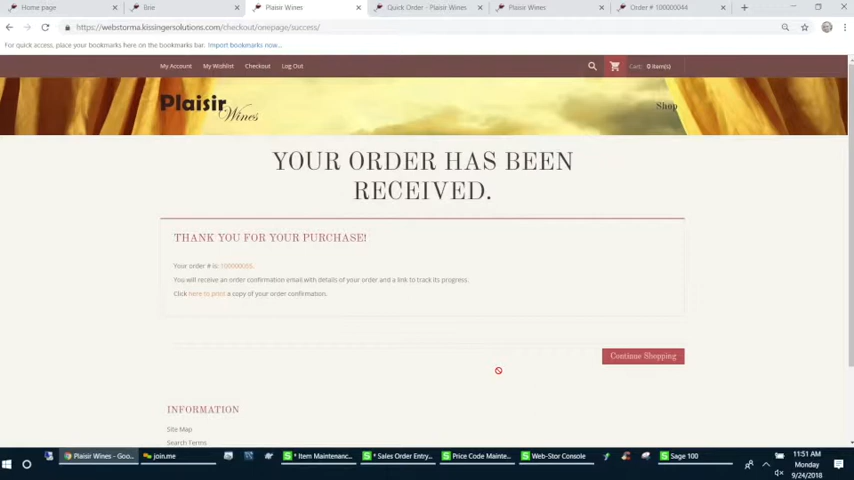 Home page
Brie
Plaisir Wines
Quick Order - Plaisir Wines
Plaisir Wines
Order # 100000044
https://webstorma.kissingersolutions.com/checkout/onepage/success/
For quick access, place your bookmarks here on the bookmarks bar. Import bookmarks now...
My Account My Wishlist Checkout Log Out Cart: 0 item(s)
Plaisir Wines
Shop
YOUR ORDER HAS BEEN
RECEIVED.
THANK YOU FOR YOUR PURCHASE!
Your order # is:
You will receive an order confirmation email with details of your order and a link to track its progress.
Click here to print a copy of your order confirmation.
Continue Shopping
INFORMATION
Site Map
Search Terms
Plaisir Wines - Goo...
join.me
* Item Maintenanc...
* Sales Order Entry...
Price Code Mainte...
Web-Stor Console
Sage 100
11:51 AM
Monday
9/24/2018